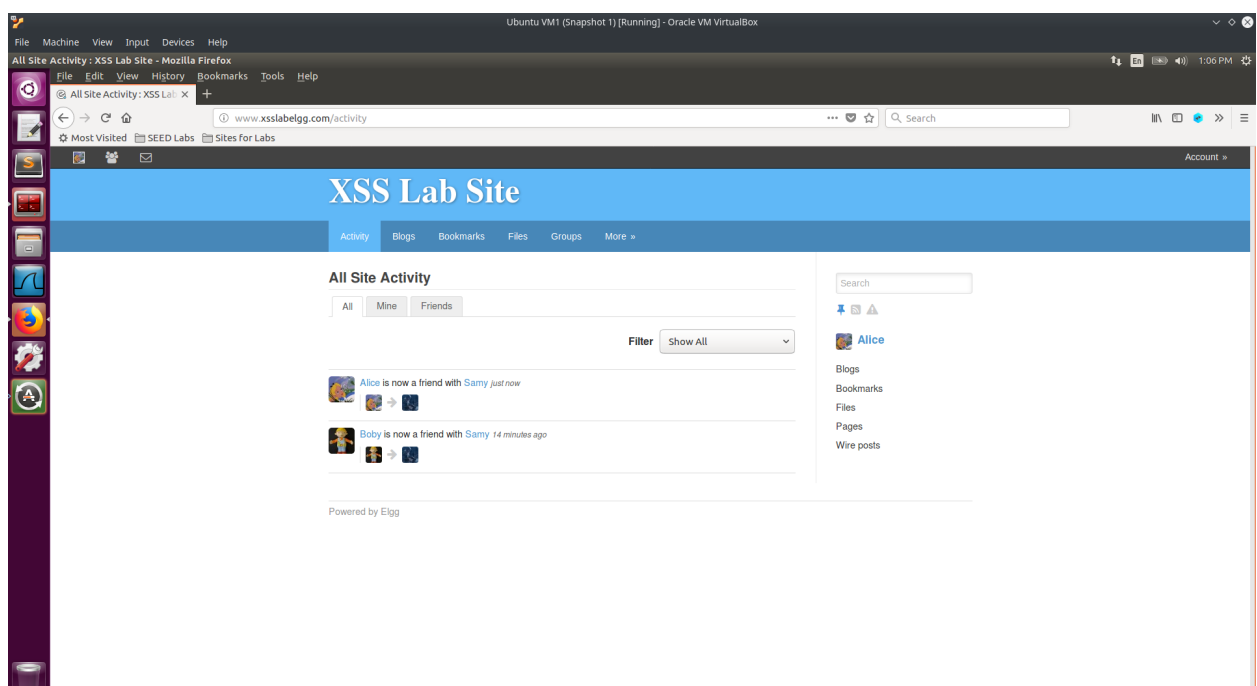 Ubuntu VM1 (Snapshot 1) [Running] - Oracle VM VirtualBox
File Machine View Input Devices Help
All Site Activity : XSS Lab Site - Mozilla Firefox
En 1:06 PM
File Edit View History Bookmarks Tools Help
All Site Activity: XSS Lab
www.xsslabelgg.com/activity
Search
Most Visited SEED Labs Sites for Labs
Account »
XSS Lab Site
Activity Blogs Bookmarks Files Groups More »
All Site Activity
Search
All Mine Friends
Filter Show All
Alice
Blogs
Alice is now a friend with Samy just now
Bookmarks
Files
Pages
Boby is now a friend with Samy 14 minutes ago
Wire posts
Powered by Elgg